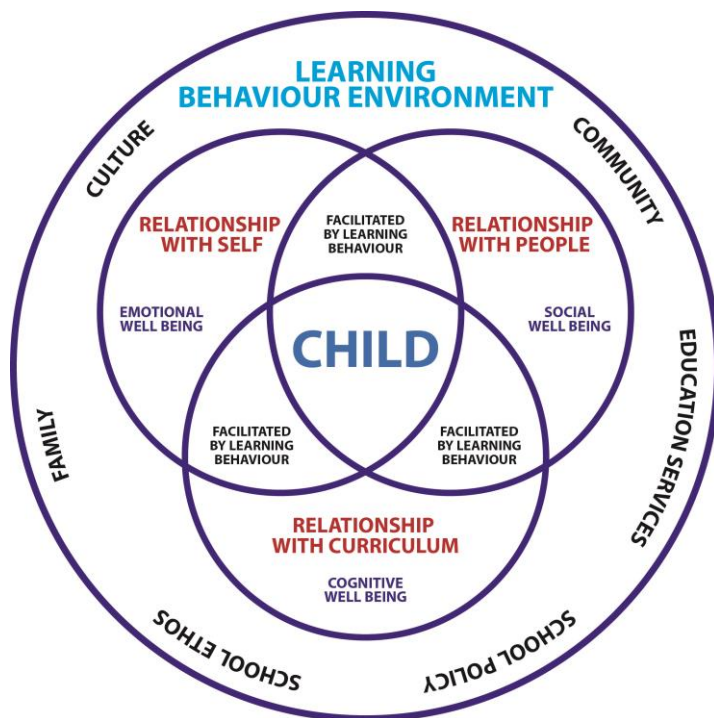 LEARNING
BEHAVIOUR ENVIRONMENT
CULTURE
COMMUNITY
RELATIONSHIP
WITH SELF
FACILITATED
BY LEARNING
BEHAVIOUR
RELATIONSHIP
WITH PEOPLE
EMOTIONAL
WELL BEING
SOCIAL
WELL BEING
CHILD
FAMILY
EDUCATION SERVICES
FACILITATED
BY LEARNING
BEHAVIOUR
FACILITATED
BY LEARNING
BEHAVIOUR
RELATIONSHIP
WITH CURRICULUM
COGNITIVE
WELL BEING
SCHOOL ETHOS
SCHOOL POLICY